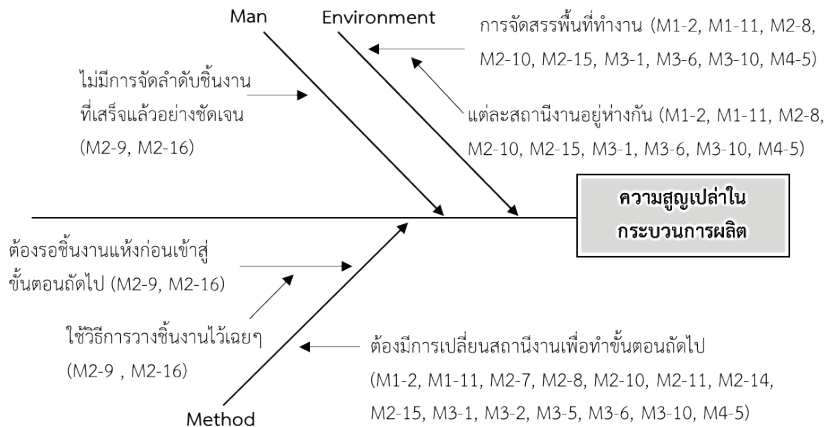 Man
Environment
การจัดสรรพื้นที่ทำงาน (M1-2, M1-11, M2-8,
M2-10, M2-15, M3-1, M3-6, M3-10, M4-5)
ไม่มีการจัดลำดับชิ้นงาน
ที่เสร็จแล้วอย่างชัดเจน
(M2-9, M2-16)
แต่ละสถานีงานอยู่ห่างกัน (M1-2, M1-11, M2-8,
M2-10, M2-15, M3-1, M3-6, M3-10, M4-5)
ความสูญเปล่าใน
กระบวนการผลิต
ต้องรอชิ้นงานแห้งก่อนเข้าสู่
ขั้นตอนถัดไป (M2-9, M2-16)
ใช้วิธีการวางชิ้นงานไว้เฉยๆ
(M2-9 , M2-16)
ต้องมีการเปลี่ยนสถานีงานเพื่อทำขั้นตอนถัดไป
(M1-2, M1-11, M2-7, M2-8, M2-10, M2-11, M2-14,
M2-15, M3-1, M3-2, M3-5, M3-6, M3-10, M4-5)
Method